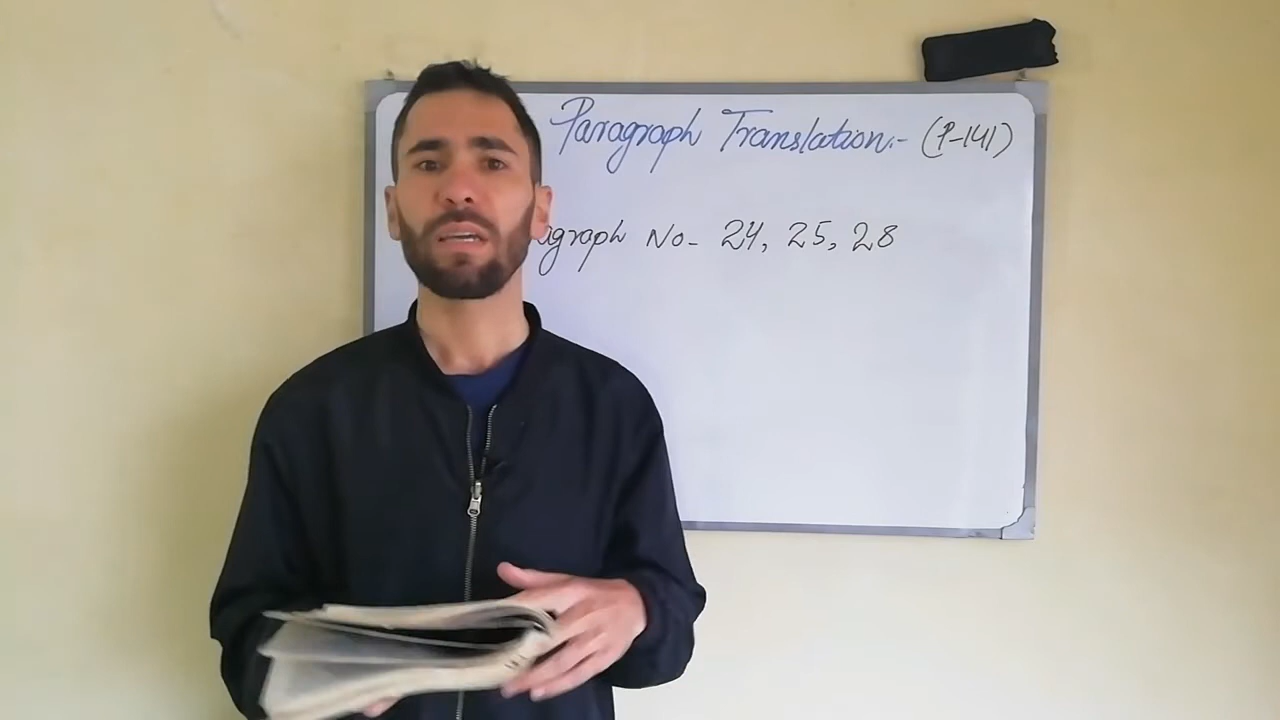 Paragraph Translation:- (P-141)
agraph No- 24, 25, 28